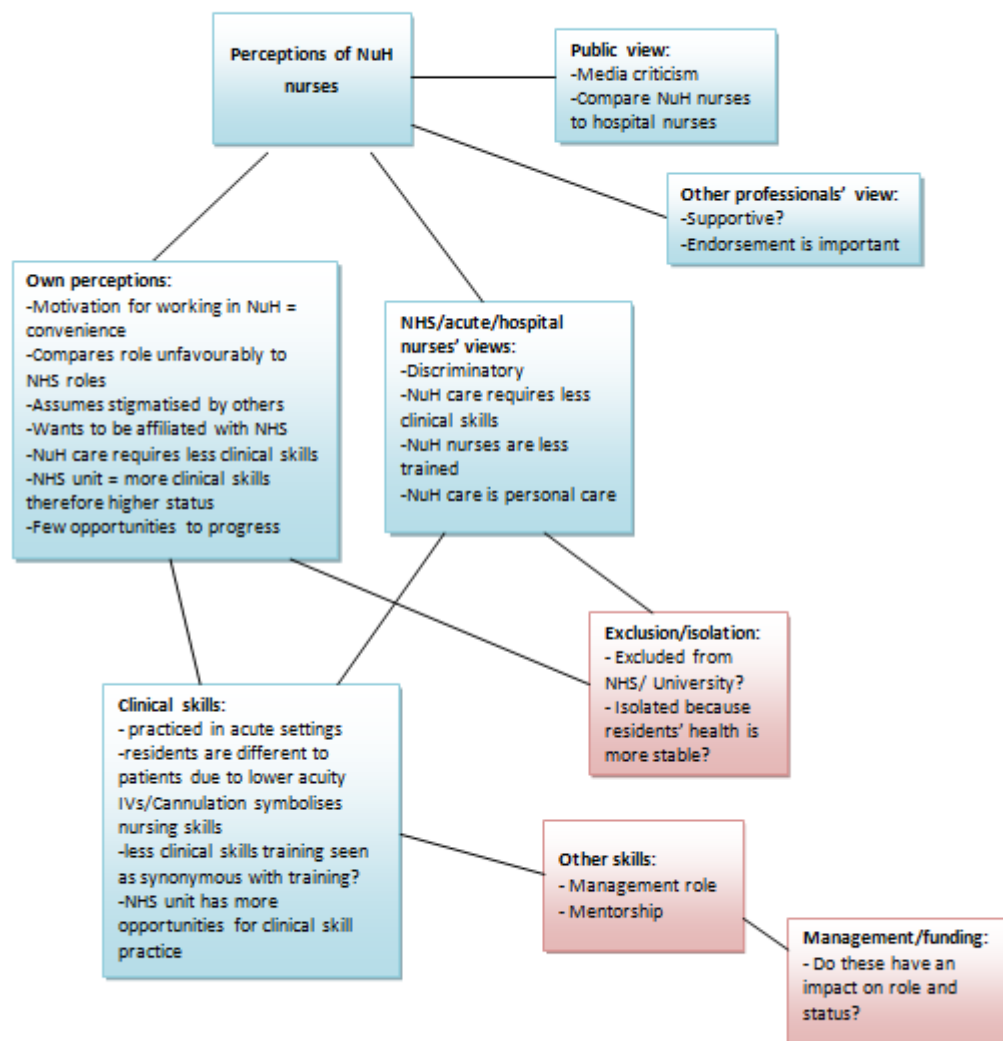 Perceptions of NuH
nurses
Public view:
-Media criticism
-Compare NuH nurses
to hospital nurses
Other professionals' view:
-Supportive?
-Endorsement is important
Own perceptions:
-Motivation for working in NuH =
convenience
-Compares role unfavourably to
NHS roles
-Assumes stigmatised by others
-Wants to be affiliated with NHS
-NuH care requires less clinical skills
-NHS unit = more clinical skills
therefore higher status
-Few opportunities to progress
NHS/acute/hospital
nurses' views:
-Discriminatory
-NuH care requires less
clinical skills
-NuH nurses are less
trained
-NuH care is personal care
Exclusion/isolation:
- Excluded from
NHS/ University?
- Isolated because
residents' health is
more stable?
Clinical skills:
- practiced in acute settings
-residents are different to
patients due to lower acuity
IVs/Cannulation symbolises
nursing skills
-less clinical skills training seen
as synonymous with training?
-NHS unit has more
opportunities for clinical skill
practice
Other skills:
- Management role
- Mentorship
Management/funding:
- Do these have an
impact on role and
status?